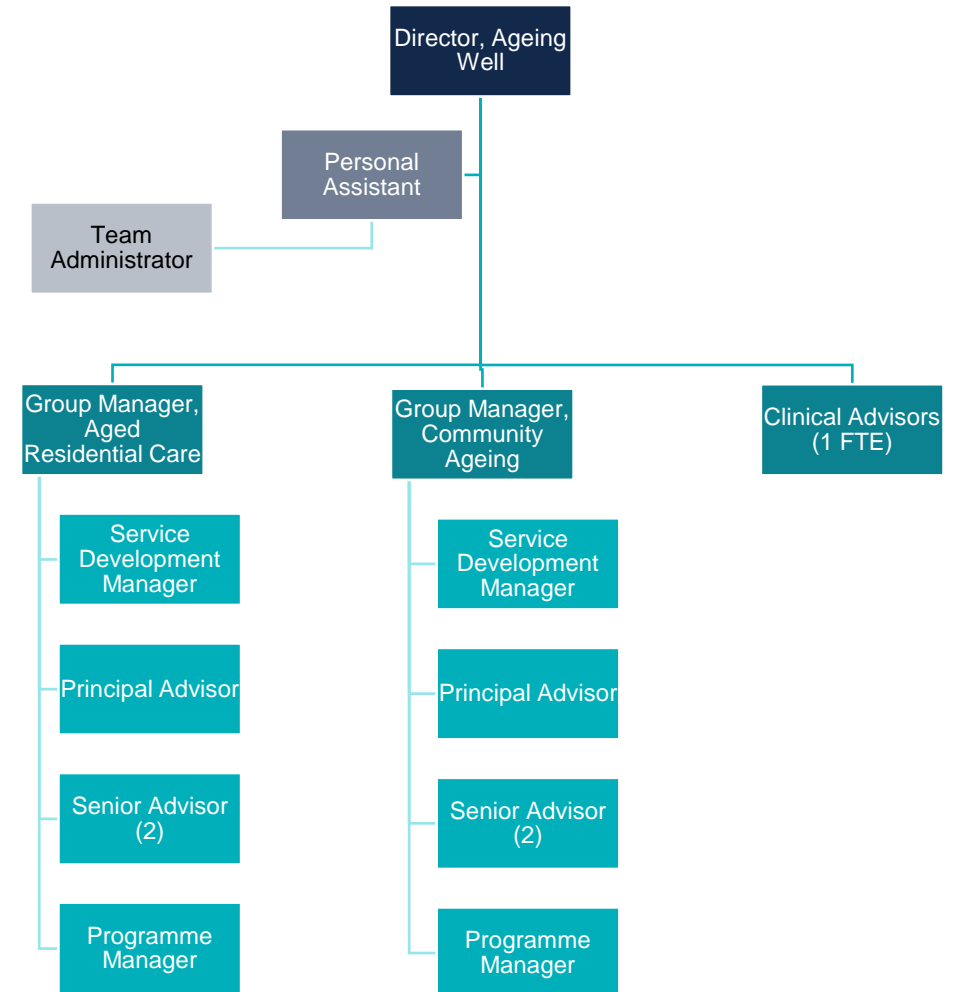 Director, Ageing
Well
Personal
Assistant
Team
Administrator
Group Manager,
Aged
Residential Care
Group Manager,
Community
Ageing
Clinical Advisors
(1 FTE)
Service
Development
Manager
Service
Development
Manager
Principal Advisor
Principal Advisor
Senior Advisor
(2)
Senior Advisor
(2)
Programme
Manager
Programme
Manager